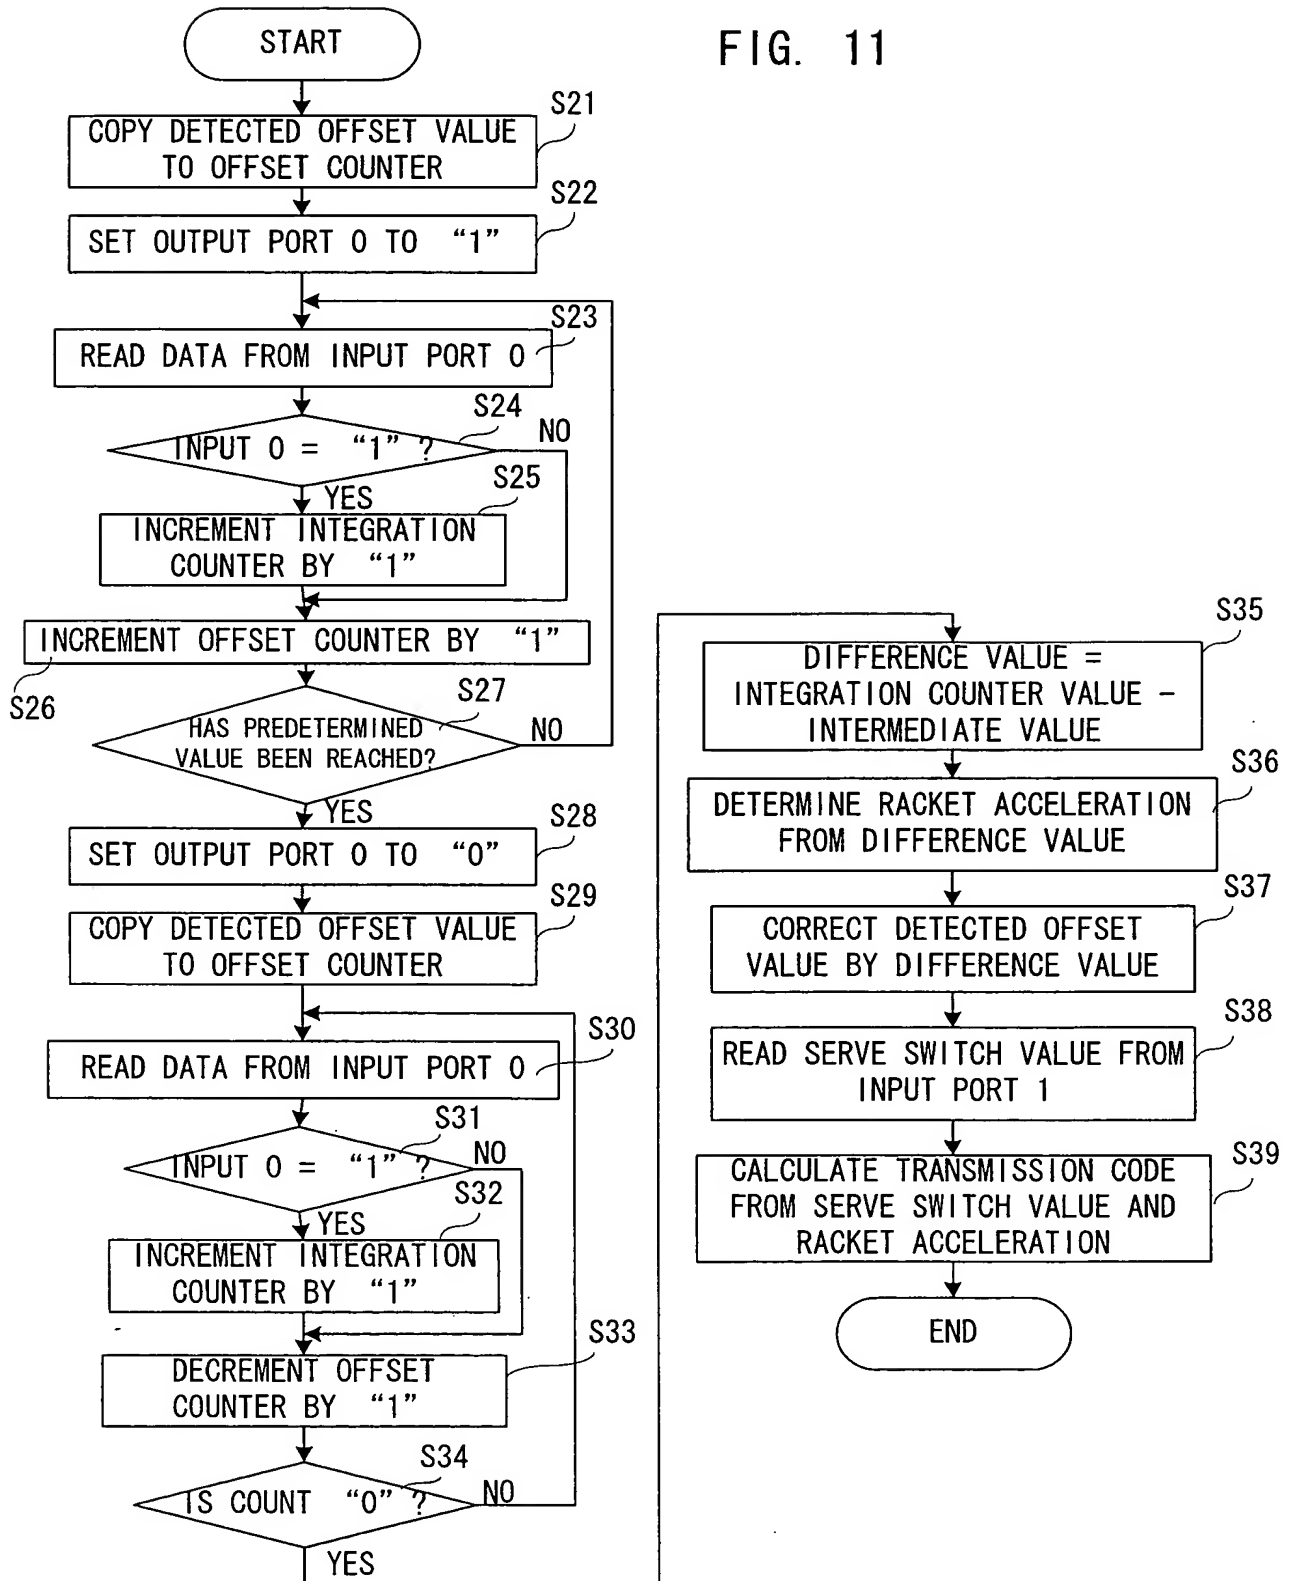 FIG. 11
START
S21
COPY DETECTED OFFSET VALUE
TO OFFSET COUNTER
S22
SET OUTPUT PORT 0 TO “1”
S23
READ DATA FROM INPUT PORT 0
S24
INPUT 0 = “1” ?
NO
YES
S25
INCREMENT INTEGRATION
COUNTER BY “1”
INCREMENT OFFSET COUNTER BY “1”
S26
S27
HAS PREDETERMINED
VALUE BEEN REACHED?
NO
YES
S28
SET OUTPUT PORT 0 TO “0”
S29
COPY DETECTED OFFSET VALUE
TO OFFSET COUNTER
S30
READ DATA FROM INPUT PORT 0
S31
INPUT 0 = “1” ?
NO
YES
S32
INCREMENT INTEGRATION
COUNTER BY “1”
S33
DECREMENT OFFSET
COUNTER BY “1”
S34
IS COUNT “0” ?
NO
YES
S35
DIFFERENCE VALUE =
INTEGRATION COUNTER VALUE -
INTERMEDIATE VALUE
S36
DETERMINE RACKET ACCELERATION
FROM DIFFERENCE VALUE
S37
CORRECT DETECTED OFFSET
VALUE BY DIFFERENCE VALUE
S38
READ SERVE SWITCH VALUE FROM
INPUT PORT 1
S39
CALCULATE TRANSMISSION CODE
FROM SERVE SWITCH VALUE AND
RACKET ACCELERATION
END